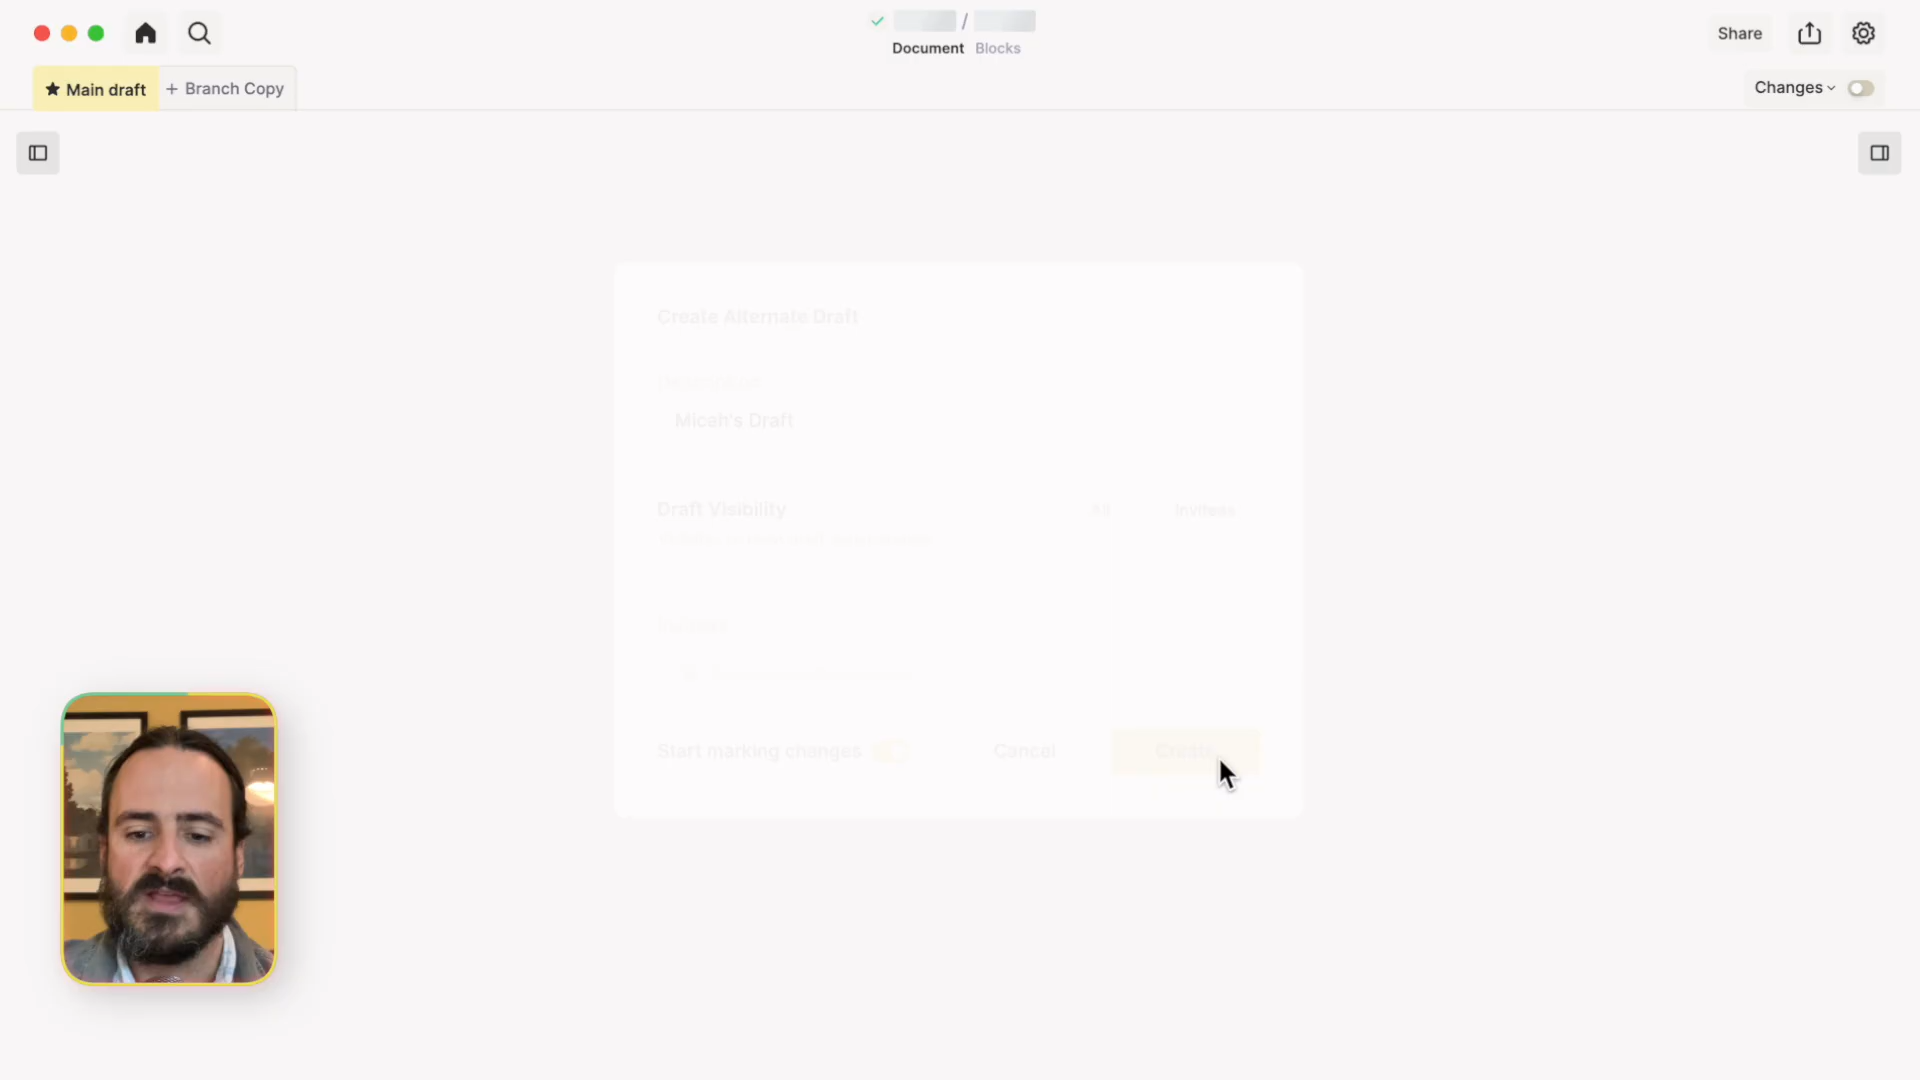 /
Document Blocks
Share
Main draft
+ Branch Copy
Changes
Create Alternate Draft
Micah's Draft
Draft Visibility
All
Invitees
Start marking changes
Cancel
Create